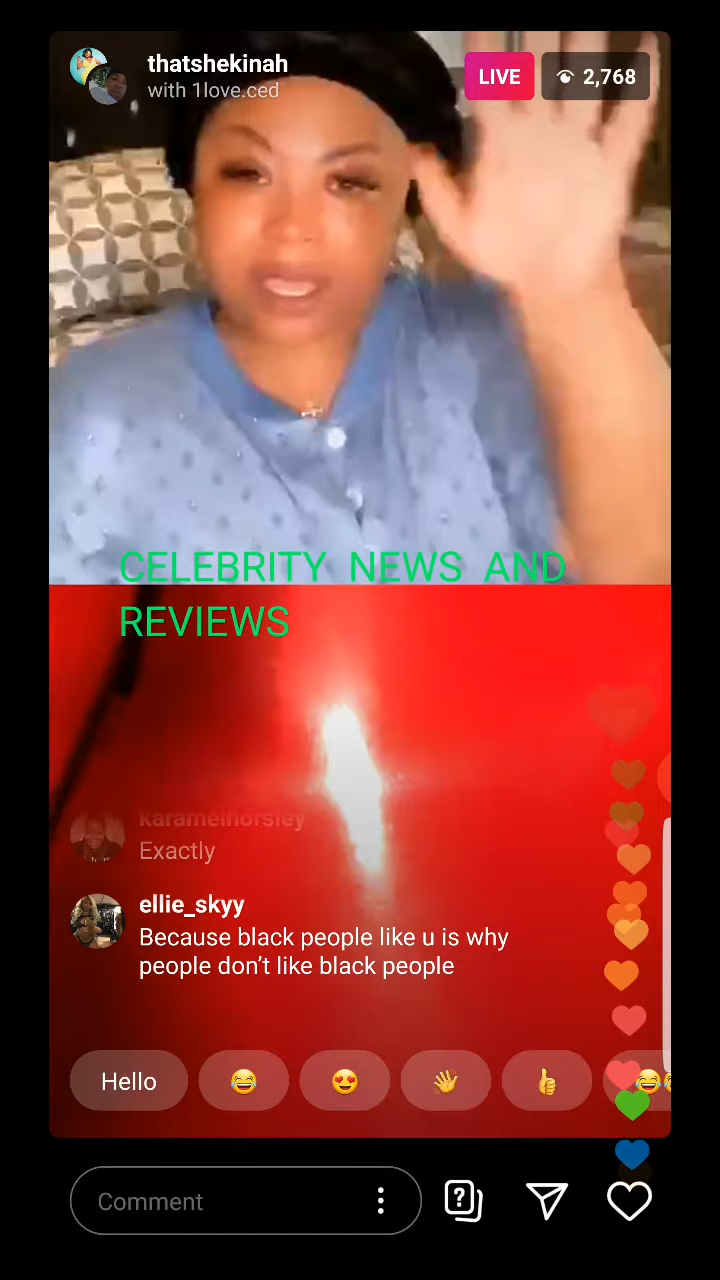 thatshekinah
with 1love.ced
LIVE
2,768
CELEBRITY NEWS AND
REVIEWS
karamelhorsley
Exactly
ellie_skyy
Because black people like u is why
people don't like black people
Hello
Comment